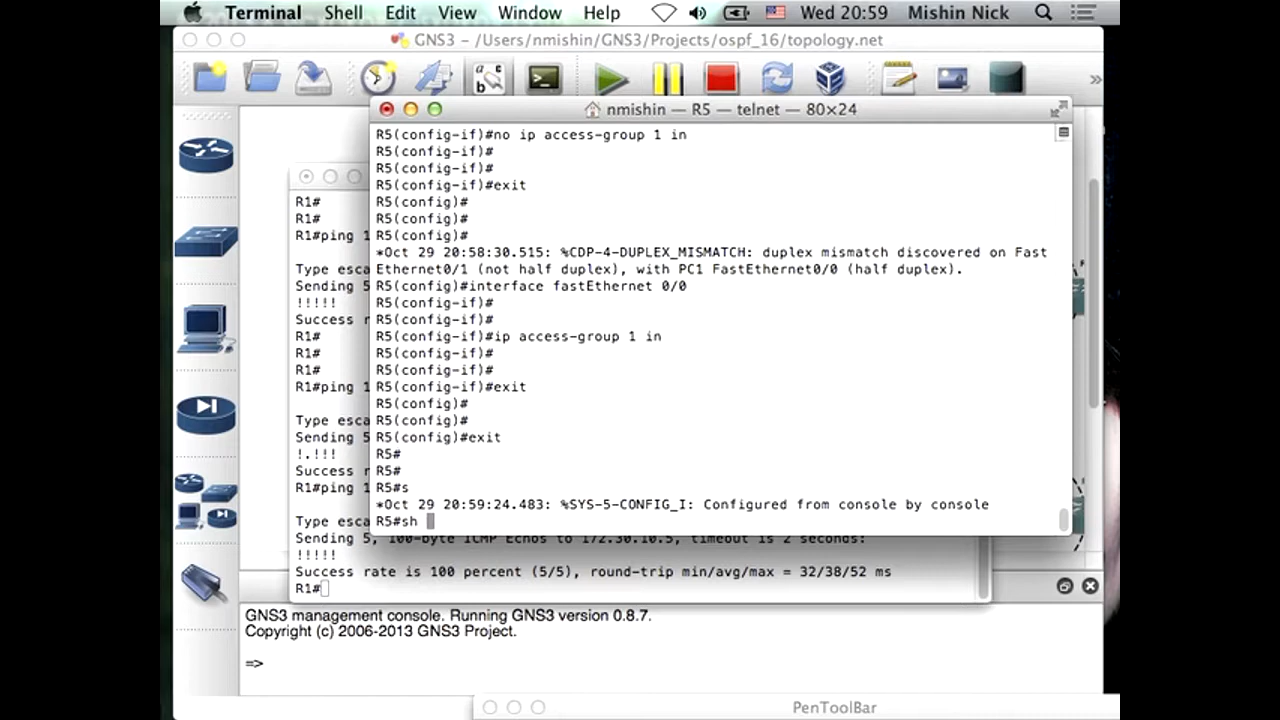 Terminal Shell Edit View Window Help Wed 20:59 Mishin Nick
GNS3 – /Users/nmishin/GNS3/Projects/ospf_16/topology.net
a c
b
»
nmishin — R5 — telnet — 80×24
R5(config-if)#no ip access-group 1 in
R5(config-if)#
R5(config-if)#
R5(config-if)#exit
R5(config)#
R5(config)#
R5(config)#
*Oct 29 20:58:30.515: %CDP-4-DUPLEX_MISMATCH: duplex mismatch discovered on Fast
Ethernet0/1 (not half duplex), with PC1 FastEthernet0/0 (half duplex).
R5(config)#interface fastEthernet 0/0
R5(config-if)#
R5(config-if)#
R5(config-if)#ip access-group 1 in
R5(config-if)#
R5(config-if)#
R5(config-if)#exit
R5(config)#
R5(config)#
R5(config)#exit
R5#
R5#
R5#s
*Oct 29 20:59:24.483: %SYS-5-CONFIG_I: Configured from console by console
R5#sh
R1#
R1#
R1#ping 1
Type esca
Sending 5
!!!!!
Success r
R1#
R1#
R1#
R1#ping 1
Type esca
Sending 5
!.!!!
Success r
R1#ping 1
Type esca
Sending 5, 100-byte ICMP Echos to 172.30.10.5, timeout is 2 seconds:
!!!!!
Success rate is 100 percent (5/5), round-trip min/avg/max = 32/38/52 ms
R1#
GNS3 management console. Running GNS3 version 0.8.7.
Copyright (c) 2006-2013 GNS3 Project.
=>
PenToolBar